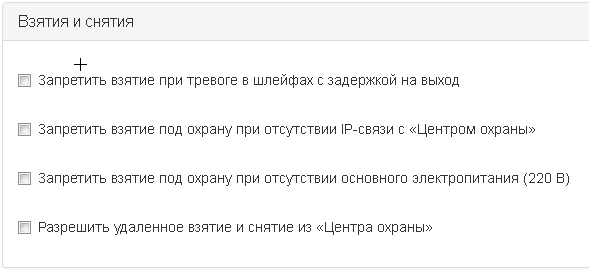 Взятия и снятия
Запретить взятие при тревоге в шлейфах с задержкой на выход
Запретить взятие под охрану при отсутствии IP-связи с «Центром охраны»
Запретить взятие под охрану при отсутствии основного электропитания (220 В)
Разрешить удаленное взятие и снятие из «Центра охраны»